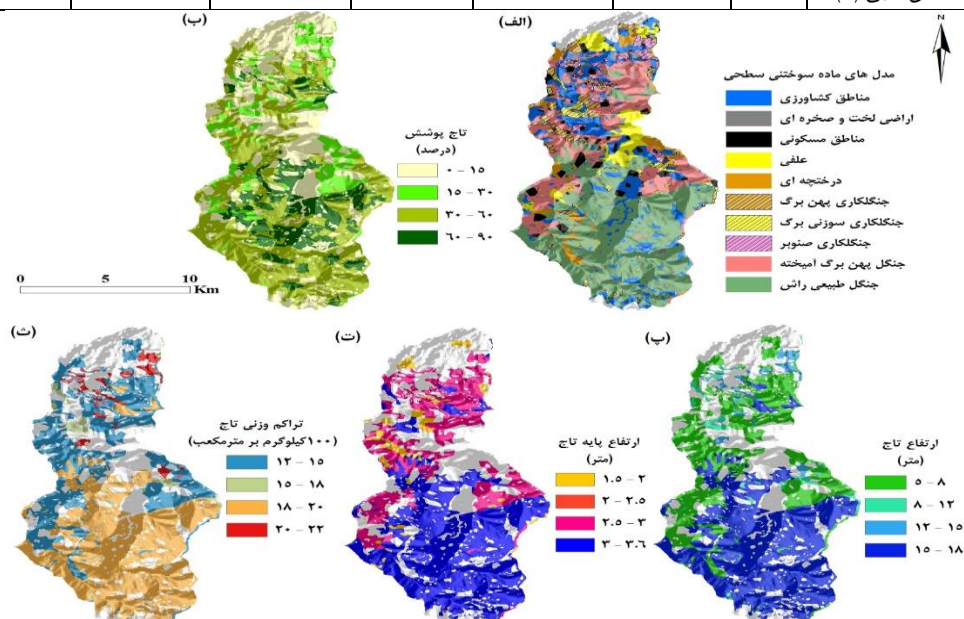 (الف)
N
مدل های ماده سوختنی سطحی
مناطق کشاورزی
اراضی لخت و صخره ای
مناطق مسکونی
علفی
درختچه ای
جنگلکاری پهن برگ
جنگلکاری سوزنی برگ
جنگلکاری صنوبر
جنگل پهن برگ آمیخته
جنگل طبیعی راش
(ب)
تاج پوشش
(درصد)
۰ – ۱۵
۱۵ – ۳۰
۳۰ – ۶۰
۶۰ – ۹۰
0 5 10
Km
(پ)
ارتفاع تاج
(متر)
۵ – ۸
۸ – ۱۲
۱۲ – ۱۵
۱۵ – ۱۸
(ت)
ارتفاع پایه تاج
(متر)
۱.۵ – ۲
۲ – ۲.۵
۲.۵ – ۳
۳ – ۳.۶
(ث)
تراکم وزنی تاج
(۱۰۰کیلوگرم بر مترمکعب)
۱۲ – ۱۵
۱۵ – ۱۸
۱۸ – ۲۰
۲۰ – ۲۲